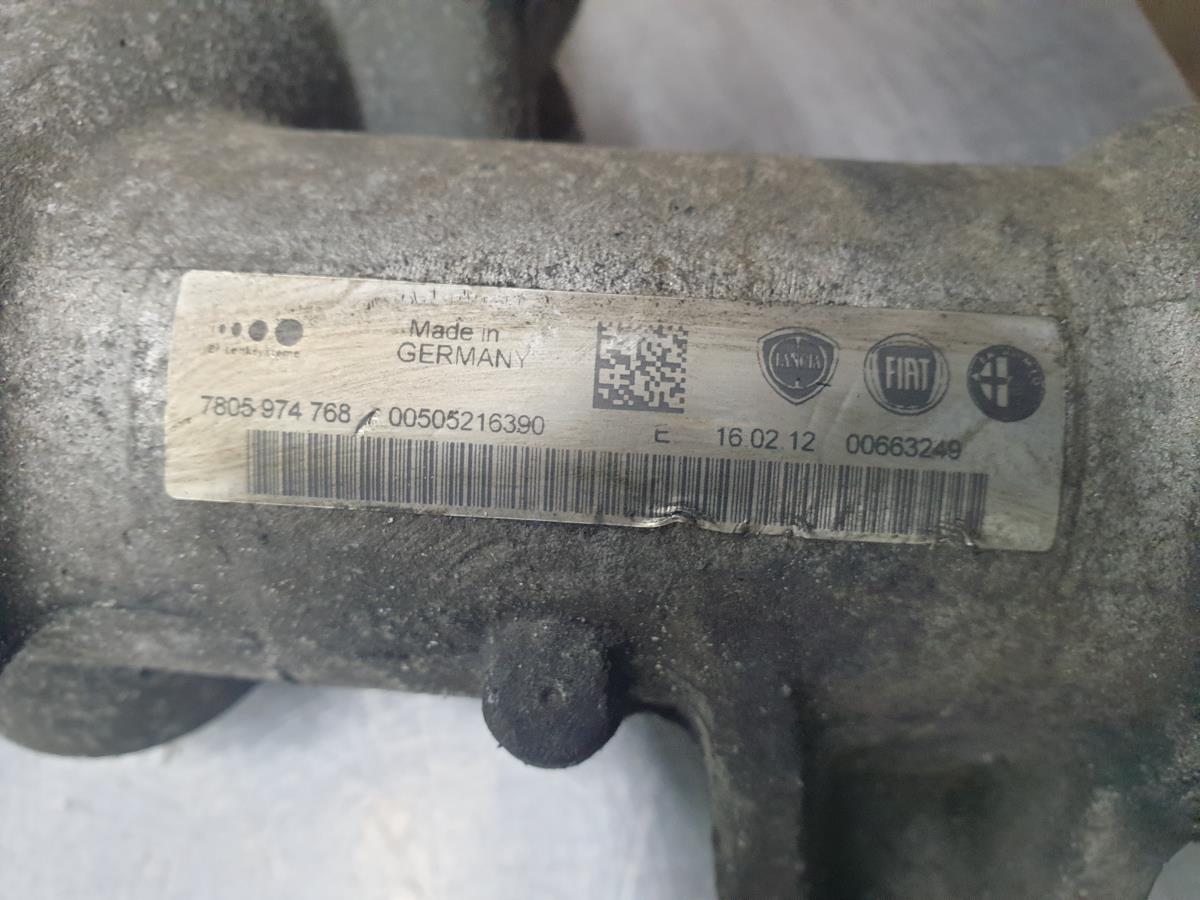 Made in
GERMANY
LANCIA
FIAT
7805 974 768
00505216390
E 16.02.12 00663249